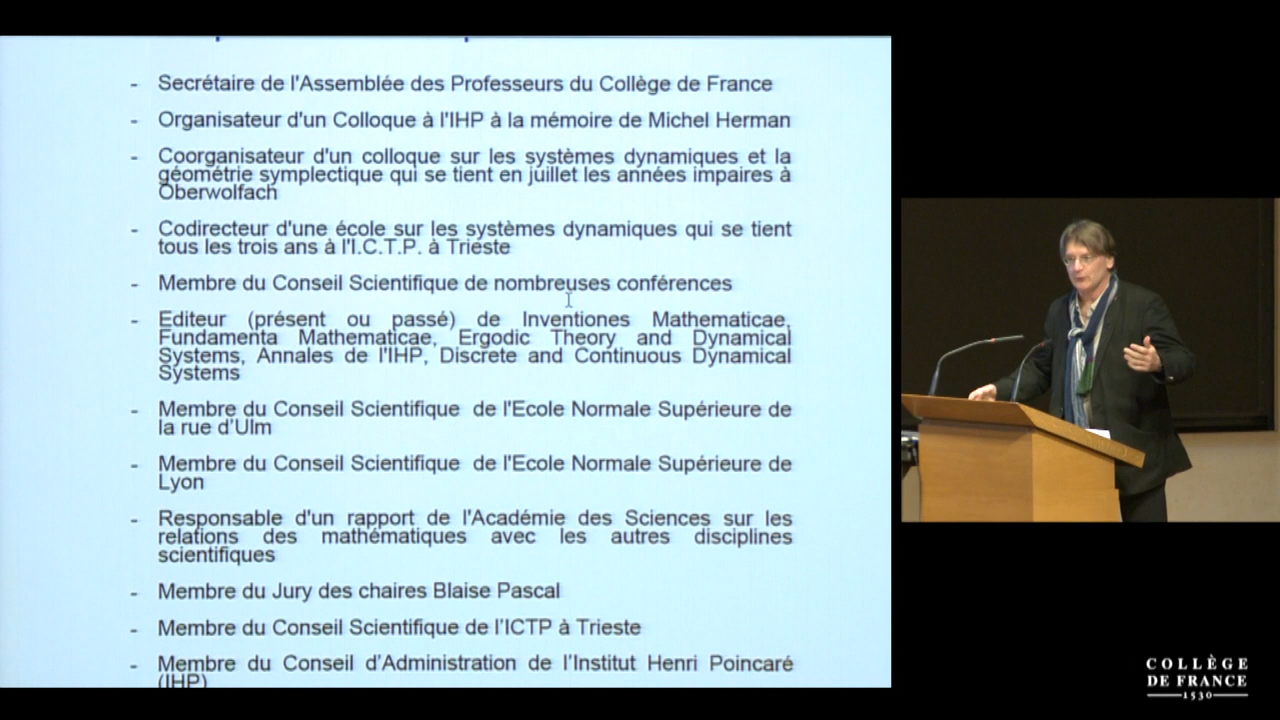 - Secrétaire de l'Assemblée des Professeurs du Collège de France
- Organisateur d'un Colloque à l'IHP à la mémoire de Michel Herman
- Coorganisateur d'un colloque sur les systèmes dynamiques et la
géométrie symplectique qui se tient en juillet les années impaires à
Oberwolfach
- Codirecteur d'une école sur les systèmes dynamiques qui se tient
tous les trois ans à l'I.C.T.P. à Trieste
- Membre du Conseil Scientifique de nombreuses conférences
- Editeur (présent ou passé) de Inventiones Mathematicae,
Fundamenta Mathematicae, Ergodic Theory and Dynamical
Systems, Annales de l'IHP, Discrete and Continuous Dynamical
Systems
- Membre du Conseil Scientifique de l'Ecole Normale Supérieure de
la rue d'Ulm
- Membre du Conseil Scientifique de l'Ecole Normale Supérieure de
Lyon
- Responsable d'un rapport de l'Académie des Sciences sur les
relations des mathématiques avec les autres disciplines
scientifiques
- Membre du Jury des chaires Blaise Pascal
- Membre du Conseil Scientifique de l'ICTP à Trieste
- Membre du Conseil d'Administration de l'Institut Henri Poincaré
(IHP)
COLLÈGE
DE FRANCE
1530